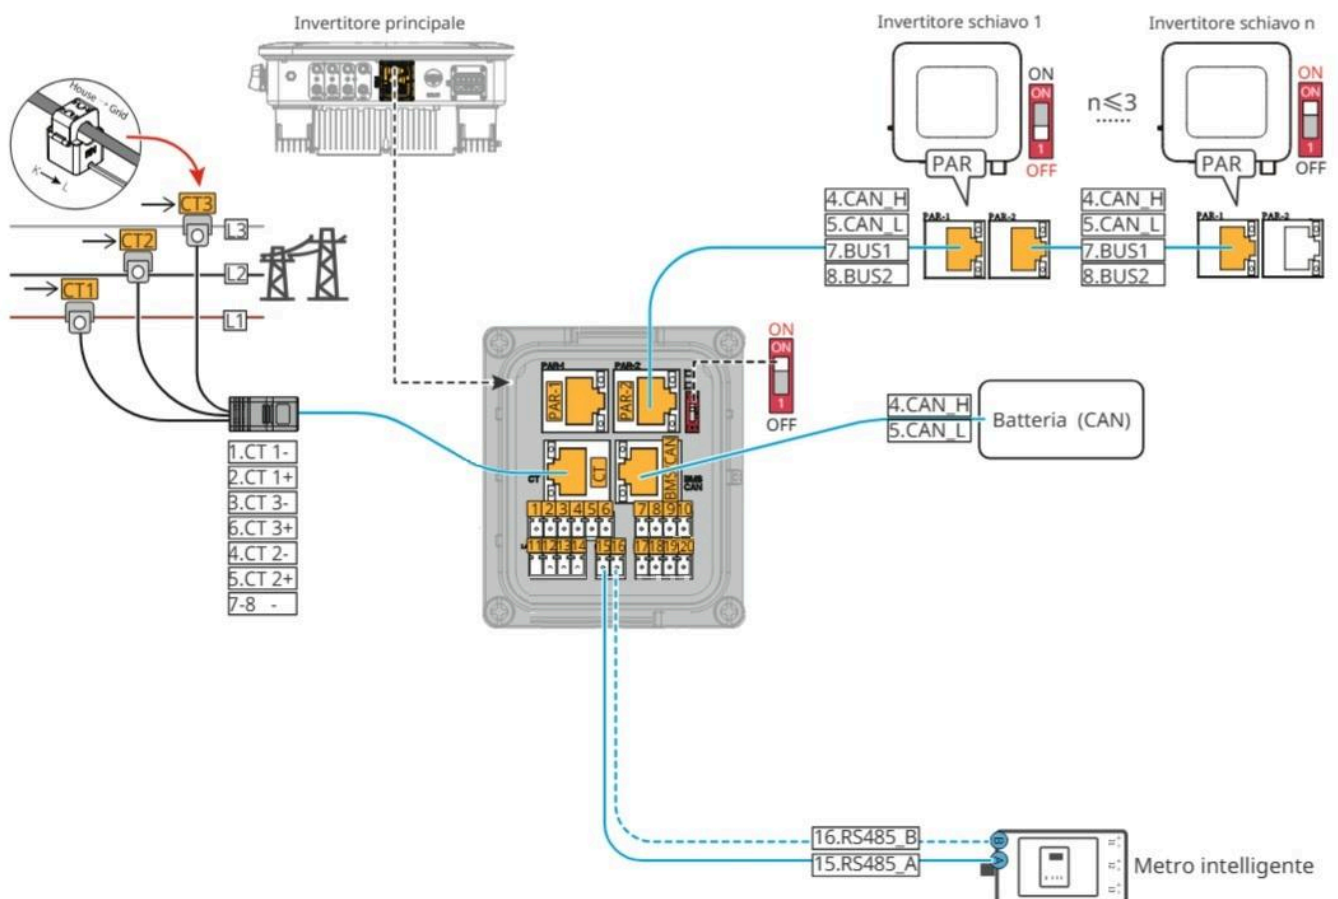 Invertitore principale
Invertitore schiavo 1
Invertitore schiavo n
House → Grid
K → L
CT3
CT2
CT1
L3
L2
L1
ON
ON
1
OFF
n≤3
......
ON
ON
1
OFF
PAR
PAR
4.CAN_H
5.CAN_L
7.BUS1
8.BUS2
PAR-1
PAR-2
4.CAN_H
5.CAN_L
7.BUS1
8.BUS2
PAR-1
PAR-2
ON
ON
1
OFF
PAR-1
PAR-2
PAR-1
PAR-2
CT
CT
BMS CAN
BMS
CAN
1 2 3 4 5 6
7 8 9 10
11 12 13 14
15 16
17 18 19 20
4.CAN_H
5.CAN_L
Batteria (CAN)
1.CT 1-
2.CT 1+
3.CT 3-
6.CT 3+
4.CT 2-
5.CT 2+
7-8 -
16.RS485_B
15.RS485_A
B
A
Metro intelligente